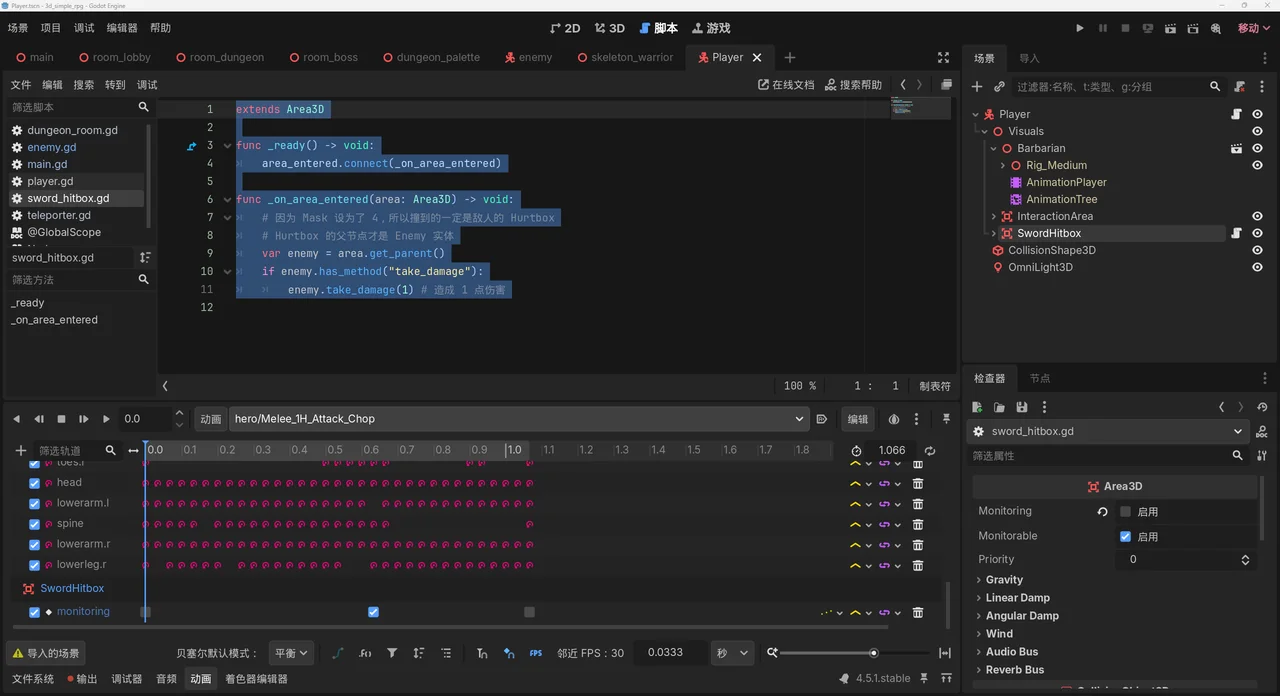 Player.tscn - 3d_simple_rpg - Godot Engine
场景 项目 调试 编辑器 帮助
2D 3D 脚本 游戏
移动
main room_lobby room_dungeon room_boss dungeon_palette enemy skeleton_warrior Player
文件 编辑 搜索 转到 调试
在线文档 搜索帮助
筛选脚本
dungeon_room.gd
enemy.gd
main.gd
player.gd
sword_hitbox.gd
teleporter.gd
@GlobalScope
sword_hitbox.gd
筛选方法
_ready
_on_area_entered
1 extends Area3D
2
3 func _ready() -> void:
4 area_entered.connect(_on_area_entered)
5
6 func _on_area_entered(area: Area3D) -> void:
7 # 因为 Mask 设为了 4，所以撞到的一定是敌人的 Hurtbox
8 # Hurtbox 的父节点才是 Enemy 实体
9 var enemy = area.get_parent()
10 if enemy.has_method("take_damage"):
11 enemy.take_damage(1) # 造成 1 点伤害
12
100 % 1 : 1 制表符
0.0 动画 hero/Melee_1H_Attack_Chop 编辑
筛选轨道 0.0 0.1 0.2 0.3 0.4 0.5 0.6 0.7 0.8 0.9 1.0 1.1 1.2 1.3 1.4 1.5 1.6 1.7 1.8 1.066
toes.l
head
lowerarm.l
spine
lowerarm.r
lowerleg.r
SwordHitbox
monitoring
导入的场景 贝塞尔默认模式： 平衡 FPS 邻近 FPS：30 0.0333 秒
文件系统 输出 调试器 音频 动画 着色器编辑器 4.5.1.stable
场景 导入
过滤器:名称、t:类型、g:分组
Player
Visuals
Barbarian
Rig_Medium
AnimationPlayer
AnimationTree
InteractionArea
SwordHitbox
CollisionShape3D
OmniLight3D
检查器 节点
sword_hitbox.gd
筛选属性
Area3D
Monitoring 启用
Monitorable 启用
Priority 0
Gravity
Linear Damp
Angular Damp
Wind
Audio Bus
Reverb Bus